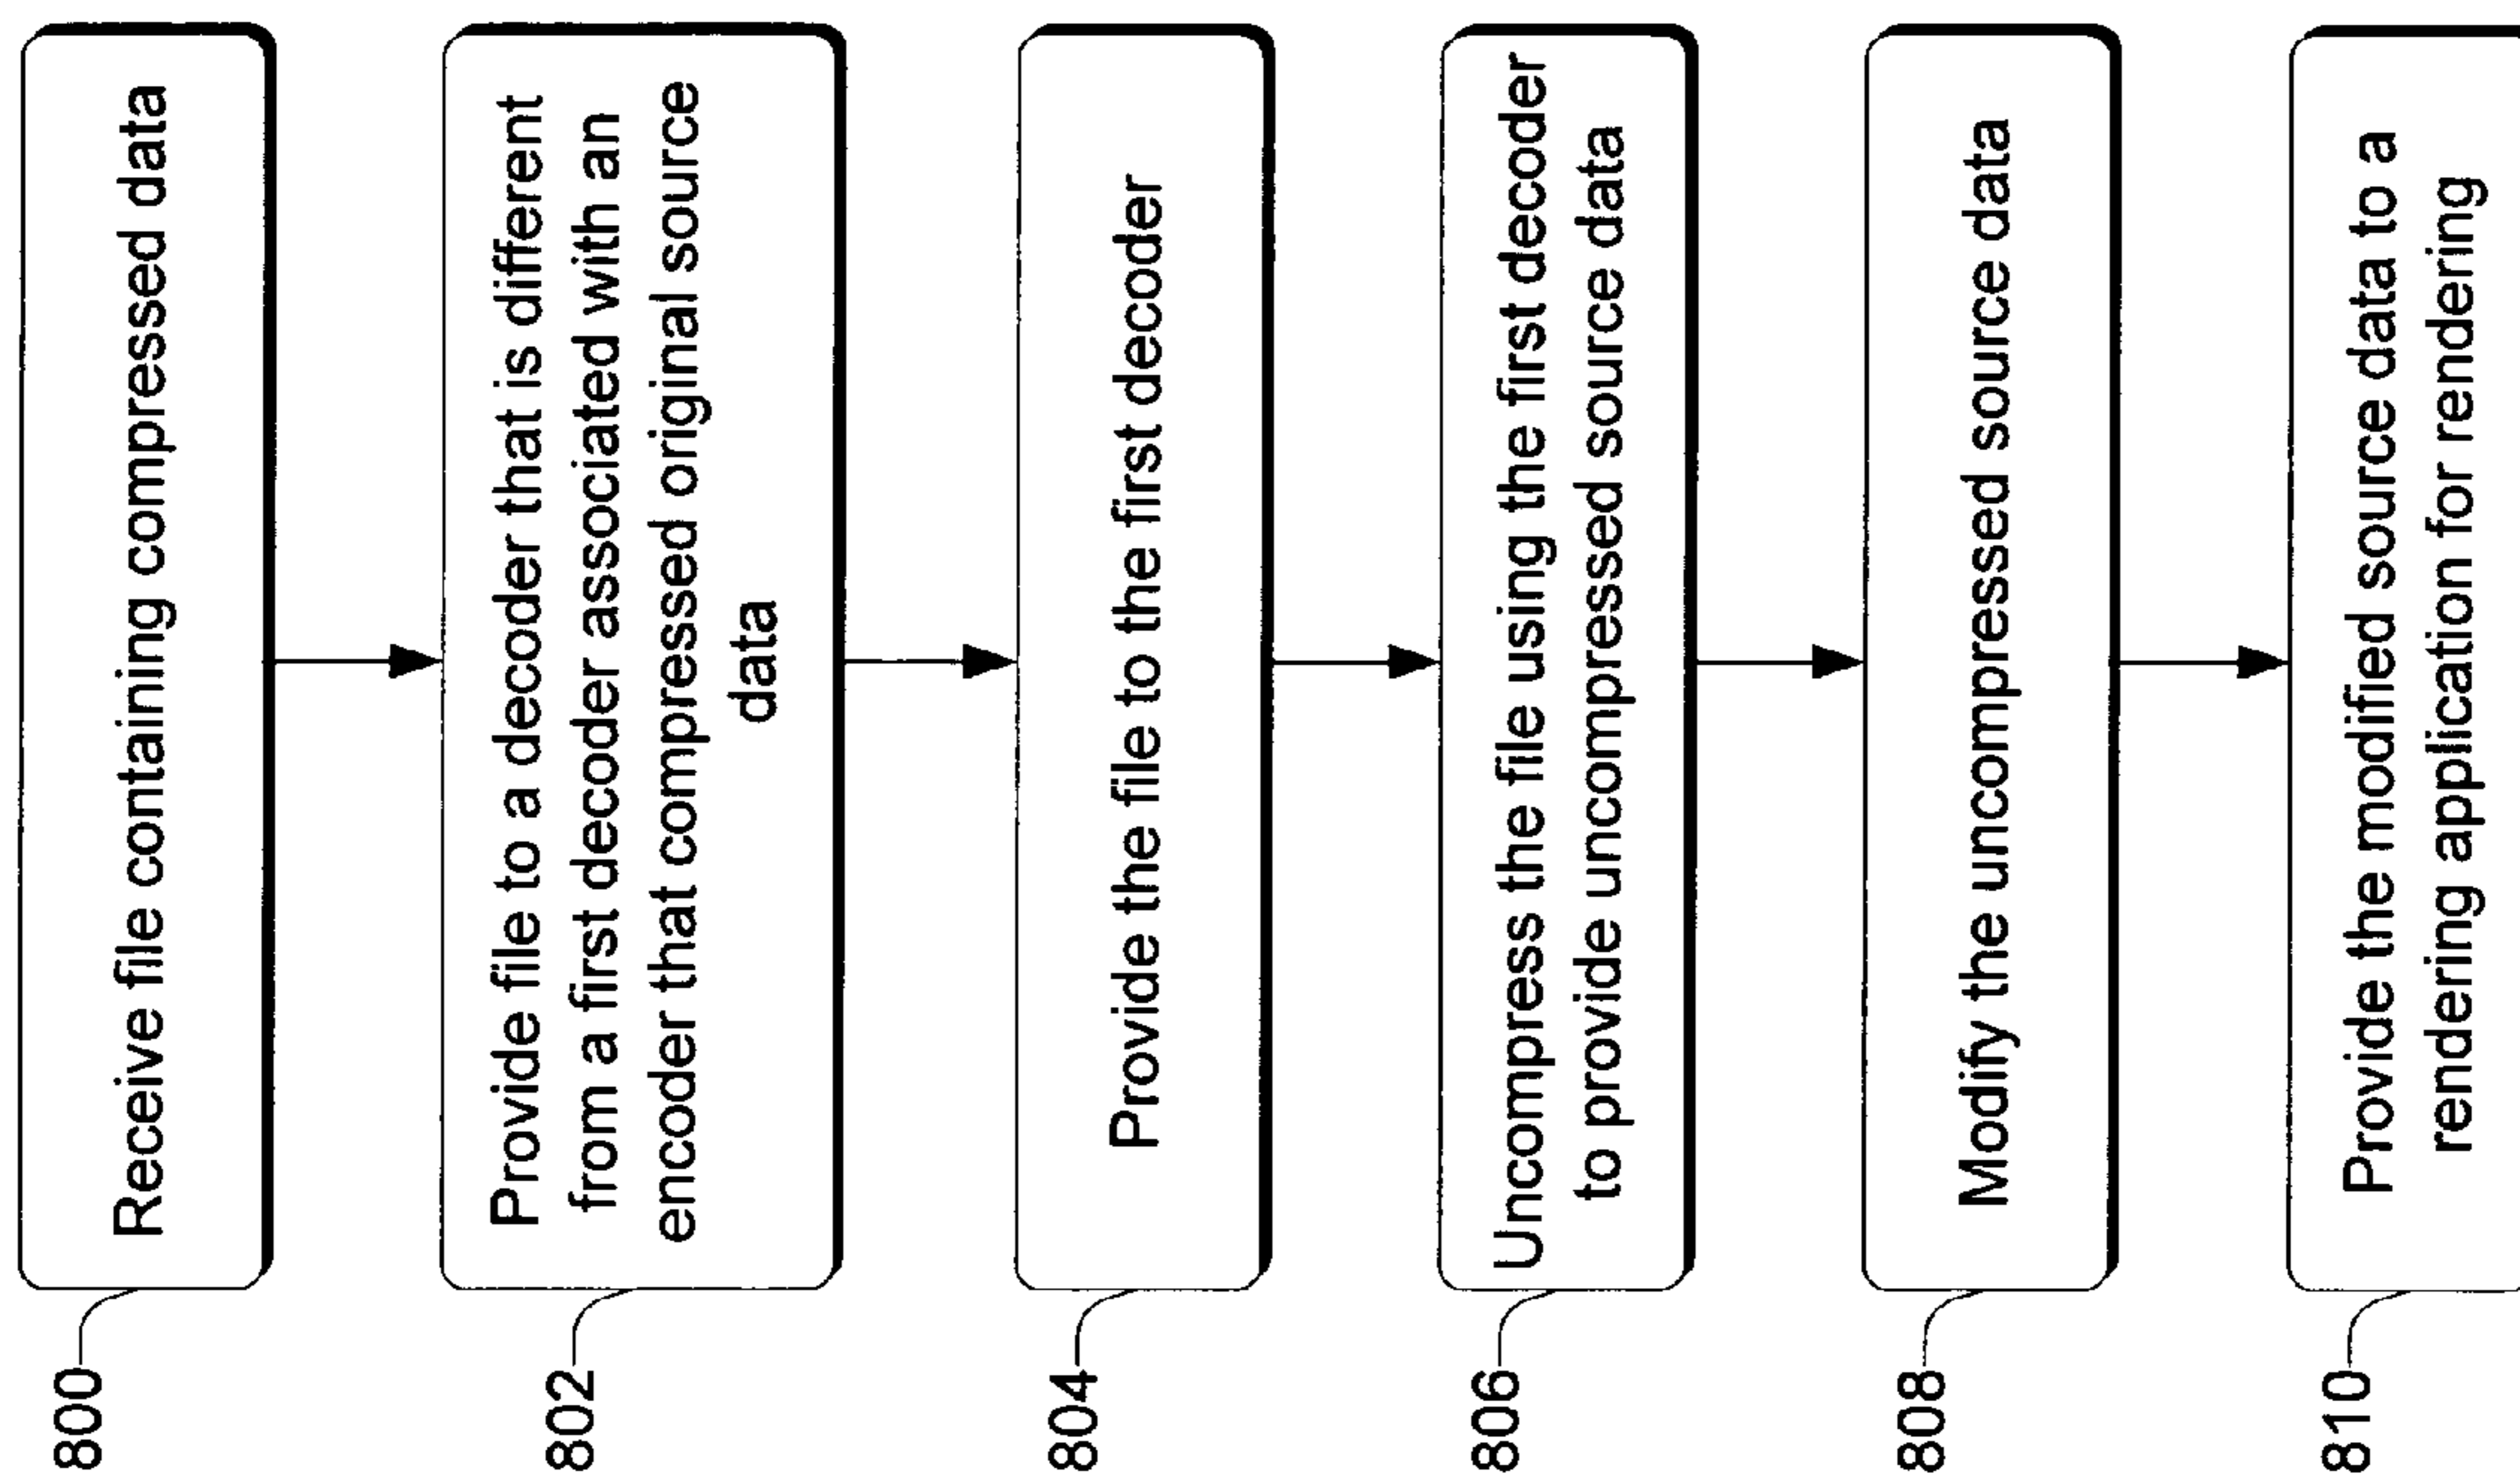 800
Receive file containing compressed data
802
Provide file to a decoder that is different
from a first decoder associated with an
encoder that compressed original source
data
804
Provide the file to the first decoder
806
Uncompress the file using the first decoder
to provide uncompressed source data
808
Modify the uncompressed source data
810
Provide the modified source data to a
rendering application for rendering